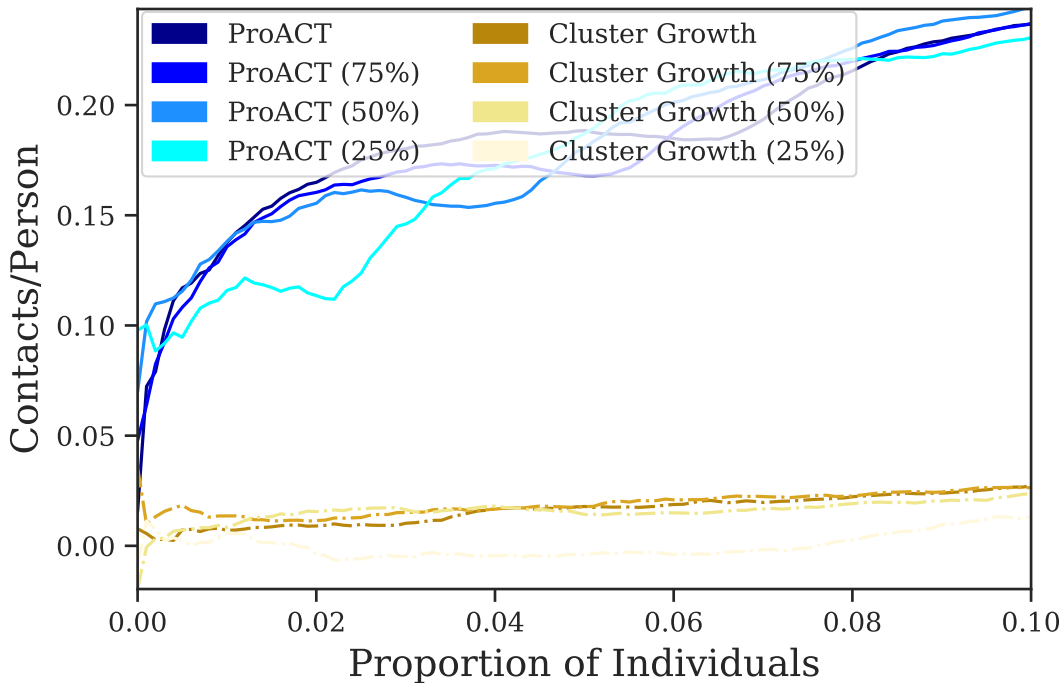 ProACT
ProACT (75%)
ProACT (50%)
ProACT (25%)
Cluster Growth
Cluster Growth (75%)
Cluster Growth (50%)
Cluster Growth (25%)
Contacts/Person
0.20
0.15
0.10
0.05
0.00
0.00 0.02 0.04 0.06 0.08 0.10
Proportion of Individuals